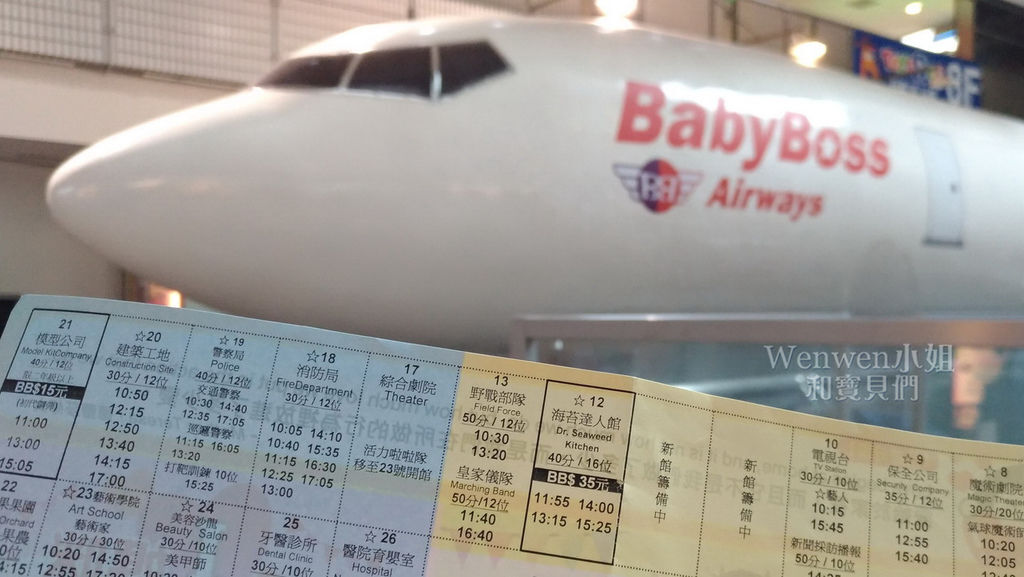 BabyBoss
Airways
8F
Wenwen小姐
和寶貝們
21
模型公司
Model KitCompany
40分/12位
BB$15元
11:00
13:00
15:05
☆20
建築工地
Construction Site
30分/12位
10:50
12:15
12:50
13:40
14:15
17:00
☆19
警察局
Police
40分/12位
交通警察
10:30 14:40
12:35 17:05
巡邏警察
11:15 16:05
13:20
打靶訓練 10位
15:25
☆18
消防局
FireDepartment
30分/12位
10:05 14:10
10:40 15:35
11:15 16:30
12:25 17:05
13:00
17
綜合劇院
Theater
活力啦啦隊
移至23號開館
13
野戰部隊
Field Force
50分/12位
10:30
13:20
皇家儀隊
Marching Band
50分/12位
11:40
16:40
☆12
海苔達人館
Dr. Seaweed
Kitchen
40分/16位
BB$ 35元
11:55 14:00
13:15 15:25
新館籌備中
新館籌備中
10
電視台
TV Station
30分/10位
☆藝人
10:15
15:45
新聞採訪播報
50分/10位
☆9
保全公司
Security Company
35分/12位
11:00
12:55
15:40
☆8
魔術劇院
Magic Theater
30分/20位
氣球魔術師
10:20
12:05
22
果果園
Orchard
果農
☆23藝術學院
Art School
藝術家
30分/30位
10:20 14:50
12:55 17:20
☆24
美容沙龍
Beauty Salon
30分/10位
美甲師
25
牙醫診所
Dental Clinic
30分/10位
☆26
醫院育嬰室
Hospital